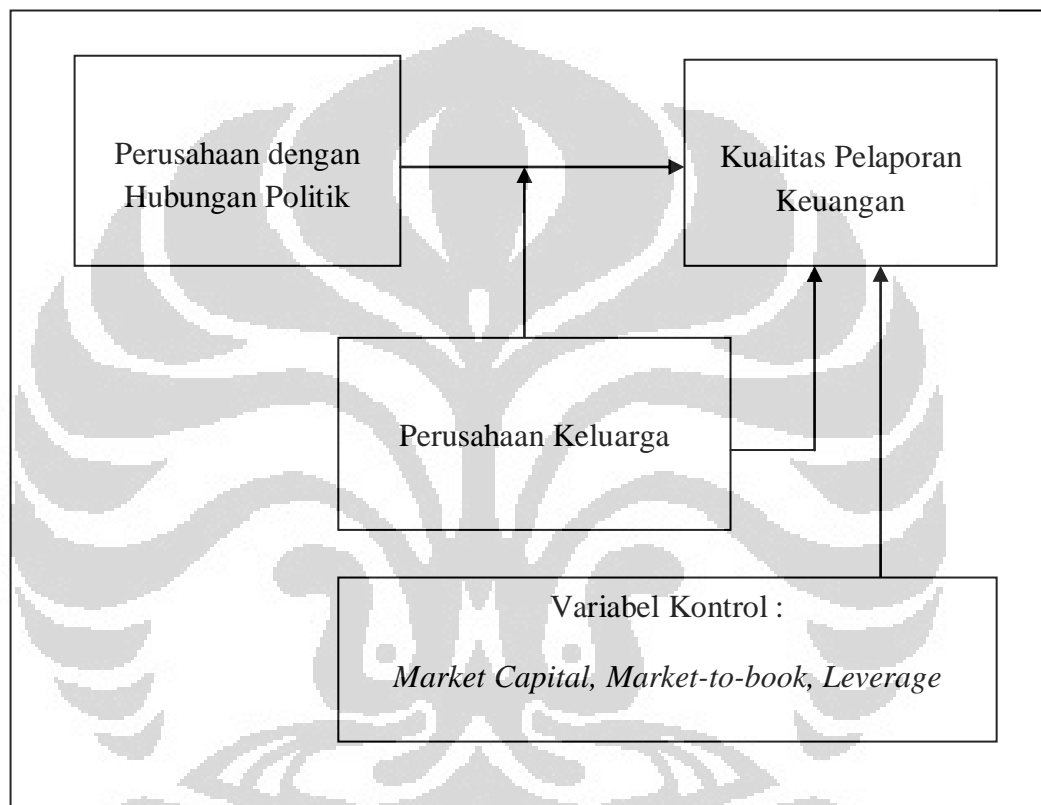 Perusahaan dengan
Hubungan Politik
Kualitas Pelaporan
Keuangan
Perusahaan Keluarga
Variabel Kontrol :
Market Capital, Market-to-book, Leverage